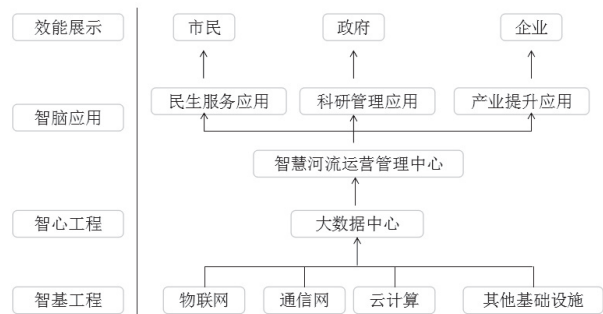 效能展示
市民
政府
企业
智脑应用
民生服务应用
科研管理应用
产业提升应用
智慧河流运营管理中心
智心工程
大数据中心
智基工程
物联网
通信网
云计算
其他基础设施